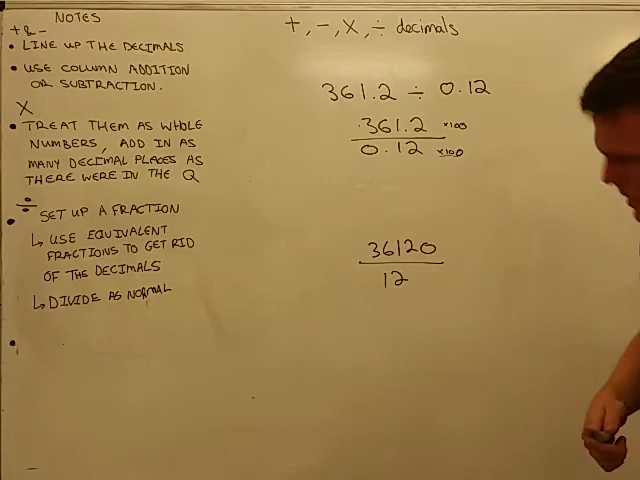 NOTES
+ & -
• LINE UP THE DECIMALS
• USE COLUMN ADDITION
OR SUBTRACTION.
X
• TREAT THEM AS WHOLE
NUMBERS, ADD IN AS
MANY DECIMAL PLACES AS
THERE WERE IN THE Q
÷
• SET UP A FRACTION
↳ USE EQUIVALENT
FRACTIONS TO GET RID
OF THE DECIMALS
↳ DIVIDE AS NORMAL
•
+, -, X, ÷ decimals
361.2 ÷ 0.12
361.2 ×100
0.12 ×100
36120
12